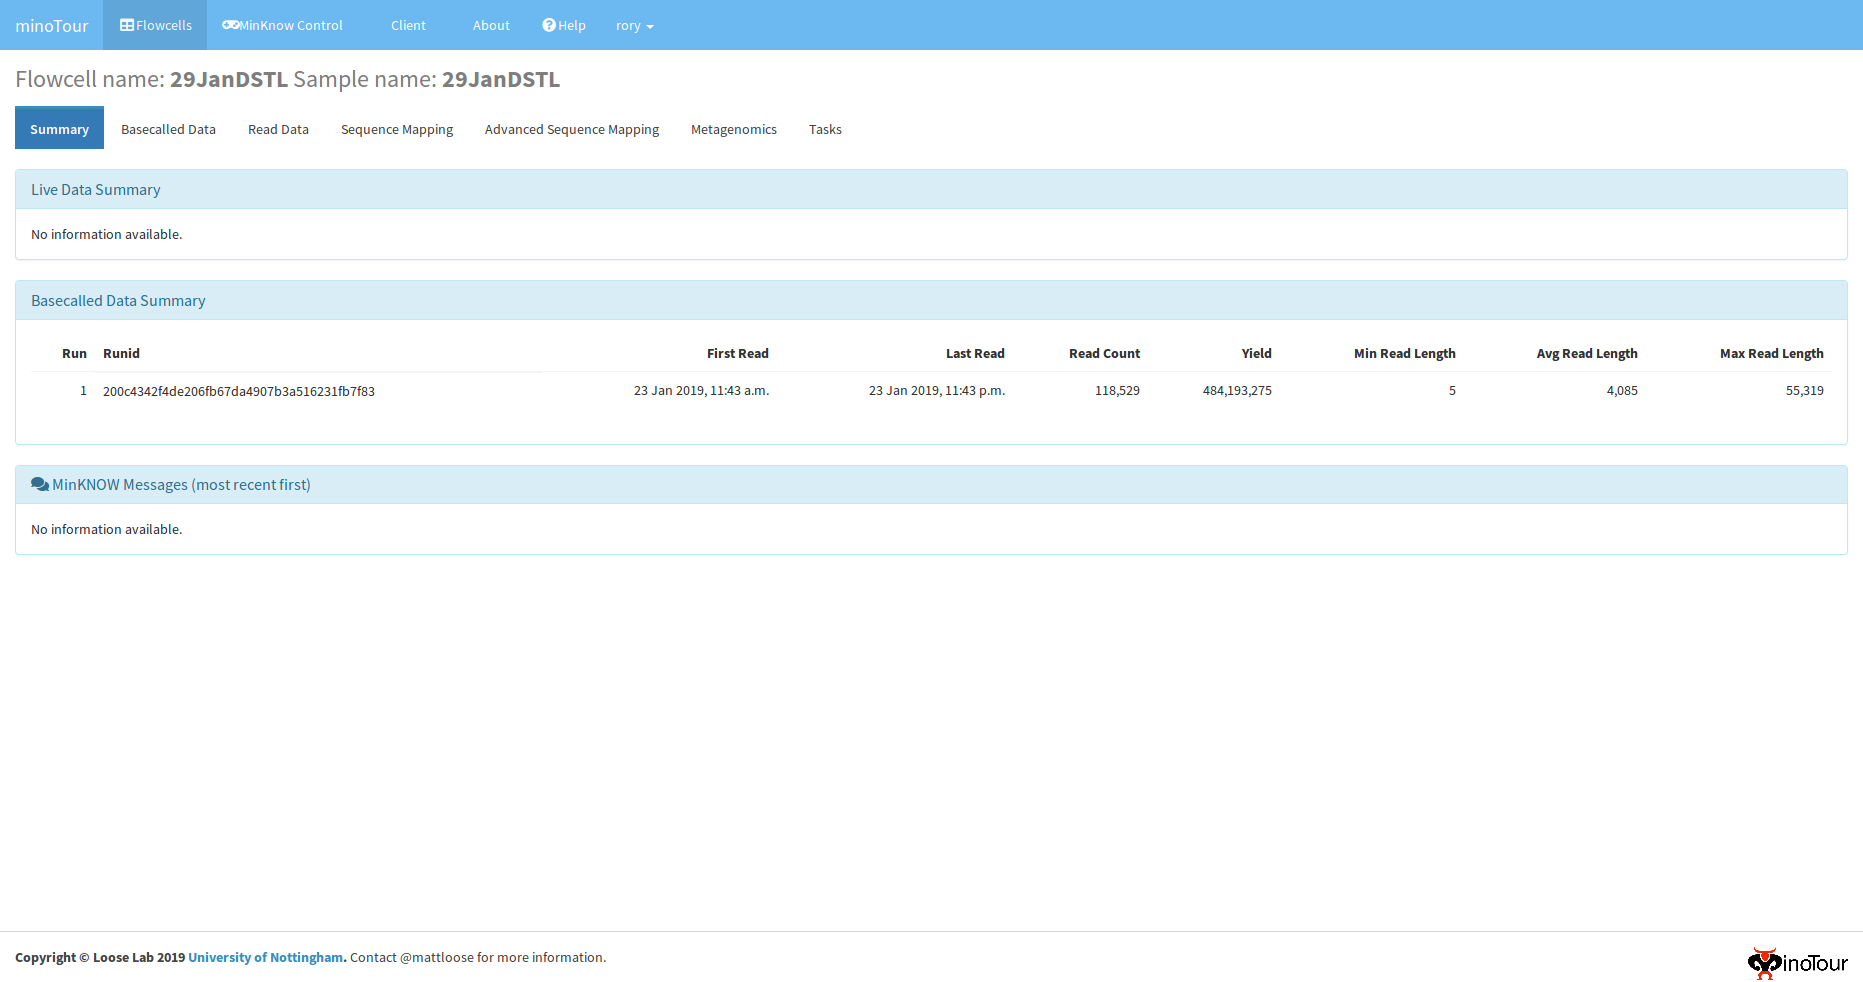 minoTour Flowcells MinKnow Control Client About Help rory
Flowcell name: 29JanDSTL Sample name: 29JanDSTL
Summary Basecalled Data Read Data Sequence Mapping Advanced Sequence Mapping Metagenomics Tasks
Live Data Summary
No information available.
Basecalled Data Summary
Run Runid First Read Last Read Read Count Yield Min Read Length Avg Read Length Max Read Length
1 200c4342f4de206fb67da4907b3a516231fb7f83 23 Jan 2019, 11:43 a.m. 23 Jan 2019, 11:43 p.m. 118,529 484,193,275 5 4,085 55,319
MinKNOW Messages (most recent first)
No information available.
Copyright © Loose Lab 2019 University of Nottingham. Contact @mattloose for more information.
minoTour